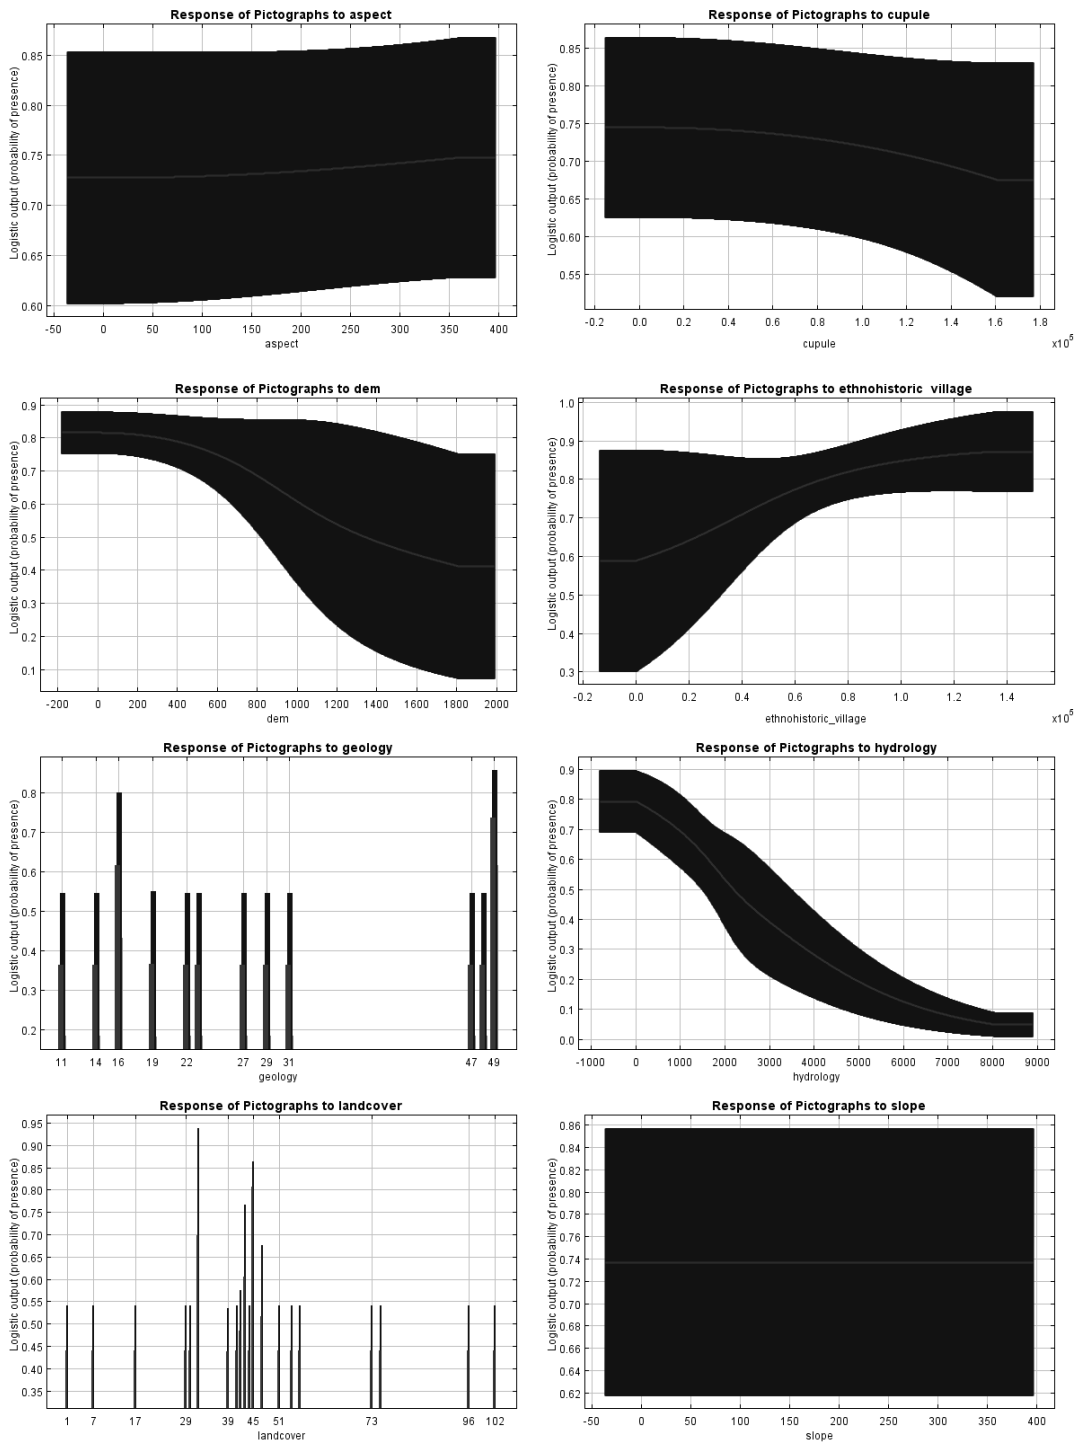 Response of Pictographs to aspect
Logistic output (probability of presence)
0.85
0.80
0.75
0.70
0.65
0.60
-50 0 50 100 150 200 250 300 350 400
aspect
Response of Pictographs to cupule
Logistic output (probability of presence)
0.85
0.80
0.75
0.70
0.65
0.60
0.55
-0.2 0.0 0.2 0.4 0.6 0.8 1.0 1.2 1.4 1.6 1.8
cupule x10^5
Response of Pictographs to dem
Logistic output (probability of presence)
0.9
0.8
0.7
0.6
0.5
0.4
0.3
0.2
0.1
-200 0 200 400 600 800 1000 1200 1400 1600 1800 2000
dem
Response of Pictographs to ethnohistoric_village
Logistic output (probability of presence)
1.0
0.9
0.8
0.7
0.6
0.5
0.4
0.3
-0.2 0.0 0.2 0.4 0.6 0.8 1.0 1.2 1.4
ethnohistoric_village x10^5
Response of Pictographs to geology
Logistic output (probability of presence)
0.8
0.7
0.6
0.5
0.4
0.3
0.2
11 14 16 19 22 27 29 31 47 49
geology
Response of Pictographs to hydrology
Logistic output (probability of presence)
0.9
0.8
0.7
0.6
0.5
0.4
0.3
0.2
0.1
0.0
-1000 0 1000 2000 3000 4000 5000 6000 7000 8000 9000
hydrology
Response of Pictographs to landcover
Logistic output (probability of presence)
0.95
0.90
0.85
0.80
0.75
0.70
0.65
0.60
0.55
0.50
0.45
0.40
0.35
1 7 17 29 39 45 51 73 96 102
landcover
Response of Pictographs to slope
Logistic output (probability of presence)
0.86
0.84
0.82
0.80
0.78
0.76
0.74
0.72
0.70
0.68
0.66
0.64
0.62
-50 0 50 100 150 200 250 300 350 400
slope